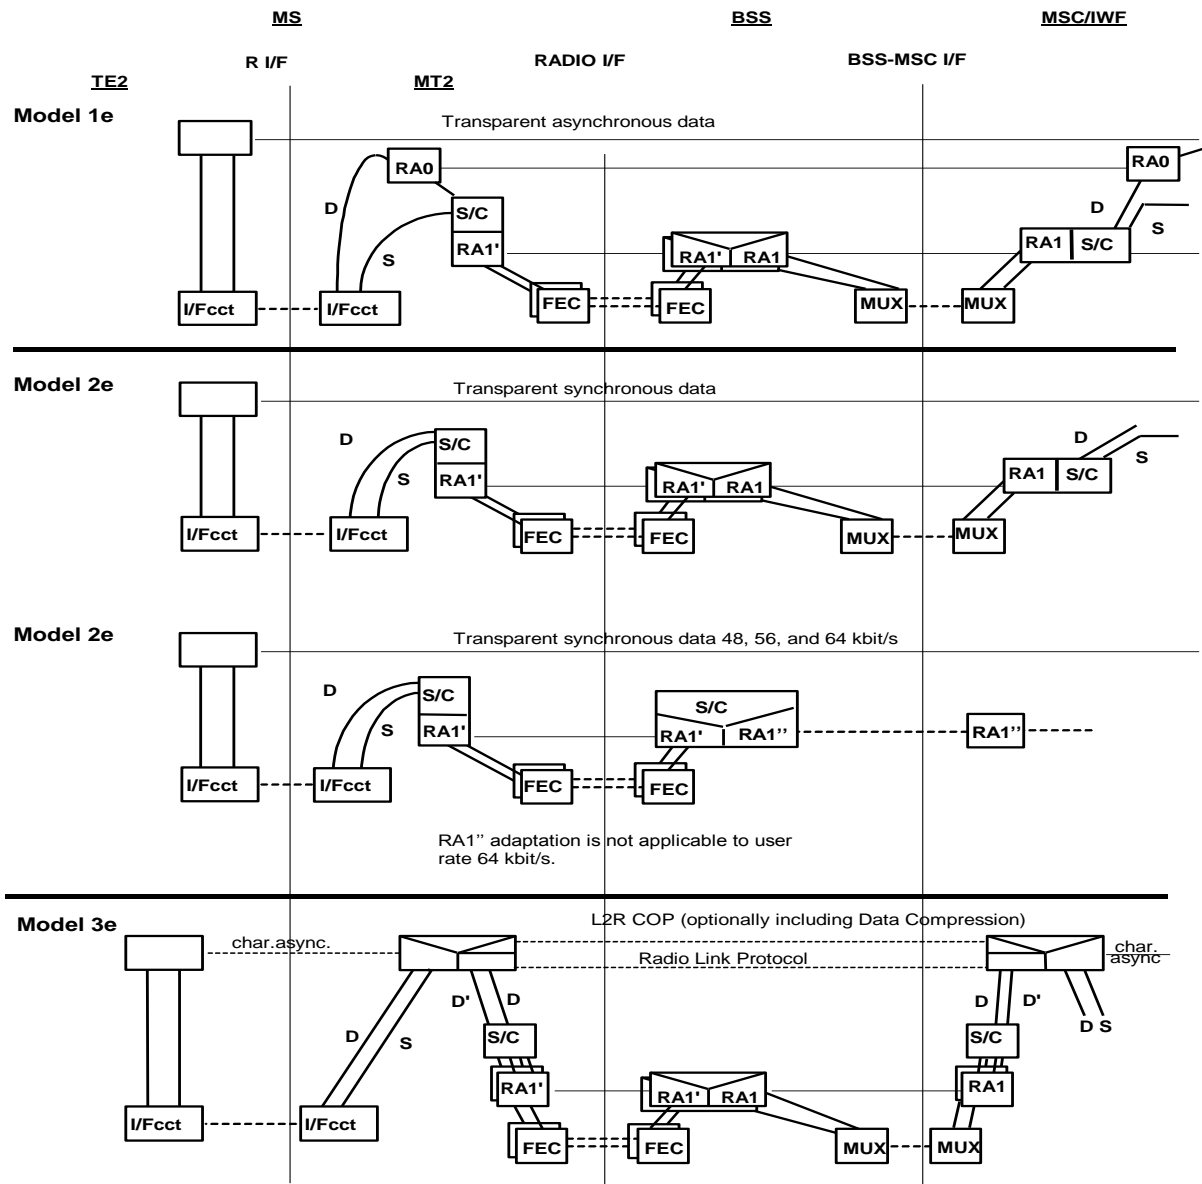 MS BSS MSC/IWF
R I/F RADIO I/F BSS-MSC I/F
TE2 MT2
Model 1e
Transparent asynchronous data
RA0 RA0
D S/C D
S RA1' RA1' RA1 RA1 S/C S
I/Fcct I/Fcct FEC FEC MUX MUX
Model 2e
Transparent synchronous data
D S/C D
S RA1' RA1' RA1 RA1 S/C S
I/Fcct I/Fcct FEC FEC MUX MUX
Model 2e
Transparent synchronous data 48, 56, and 64 kbit/s
D S/C S/C
S RA1' RA1' RA1’’ RA1’’
I/Fcct I/Fcct FEC FEC
RA1’’ adaptation is not applicable to user
rate 64 kbit/s.
Model 3e
L2R COP (optionally including Data Compression)
char.async. Radio Link Protocol char.
async
D' D D D'
D S S/C S/C D S
RA1' RA1' RA1 RA1
I/Fcct I/Fcct FEC FEC MUX MUX